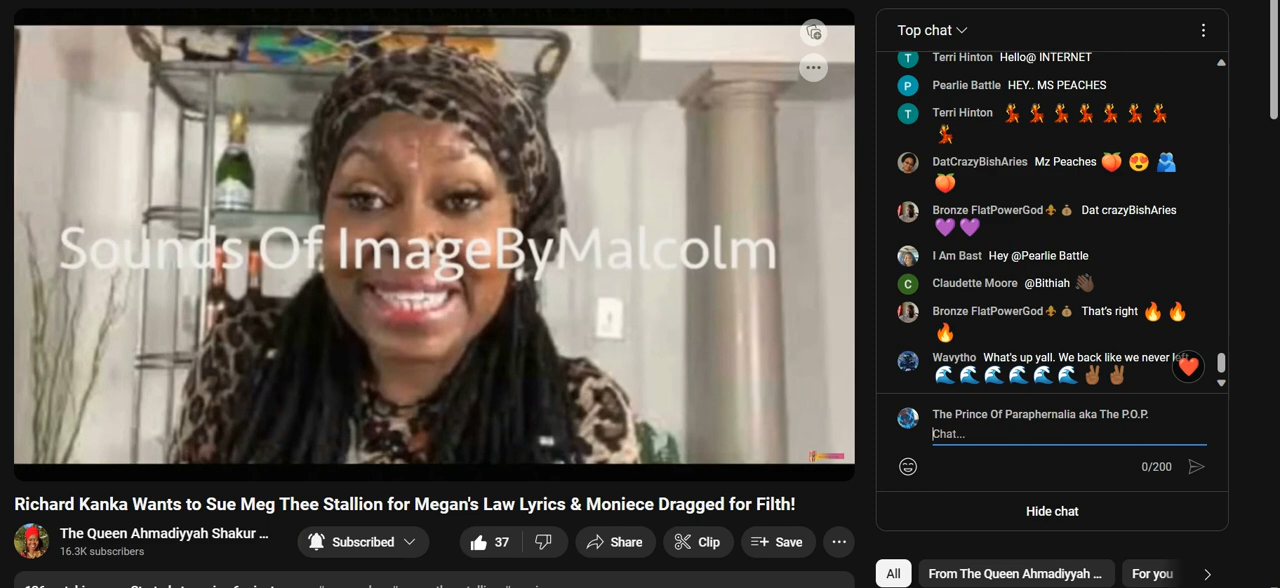 Sounds Of ImageByMalcolm
Richard Kanka Wants to Sue Meg Thee Stallion for Megan's Law Lyrics & Moniece Dragged for Filth!
The Queen Ahmadiyyah Shakur ...
16.3K subscribers
Subscribed
37
Share
Clip
Save
Top chat
Terri Hinton Hello@ INTERNET
Pearlie Battle HEY.. MS PEACHES
Terri Hinton 💃💃💃💃💃💃💃
💃
DatCrazyBishAries Mz Peaches 🍑 😍 🫂
🍑
Bronze FlatPowerGod⚜️💰 Dat crazyBishAries
💜💜
I Am Bast Hey @Pearlie Battle
Claudette Moore @Bithiah 👋🏿
Bronze FlatPowerGod⚜️💰 That's right 🔥🔥
🔥
Wavytho What's up yall. We back like we never
🌊🌊🌊🌊🌊🌊✌🏾✌🏾
The Prince Of Paraphernalia aka The P.O.P.
Chat...
0/200
Hide chat
All
From The Queen Ahmadiyyah ...
For you